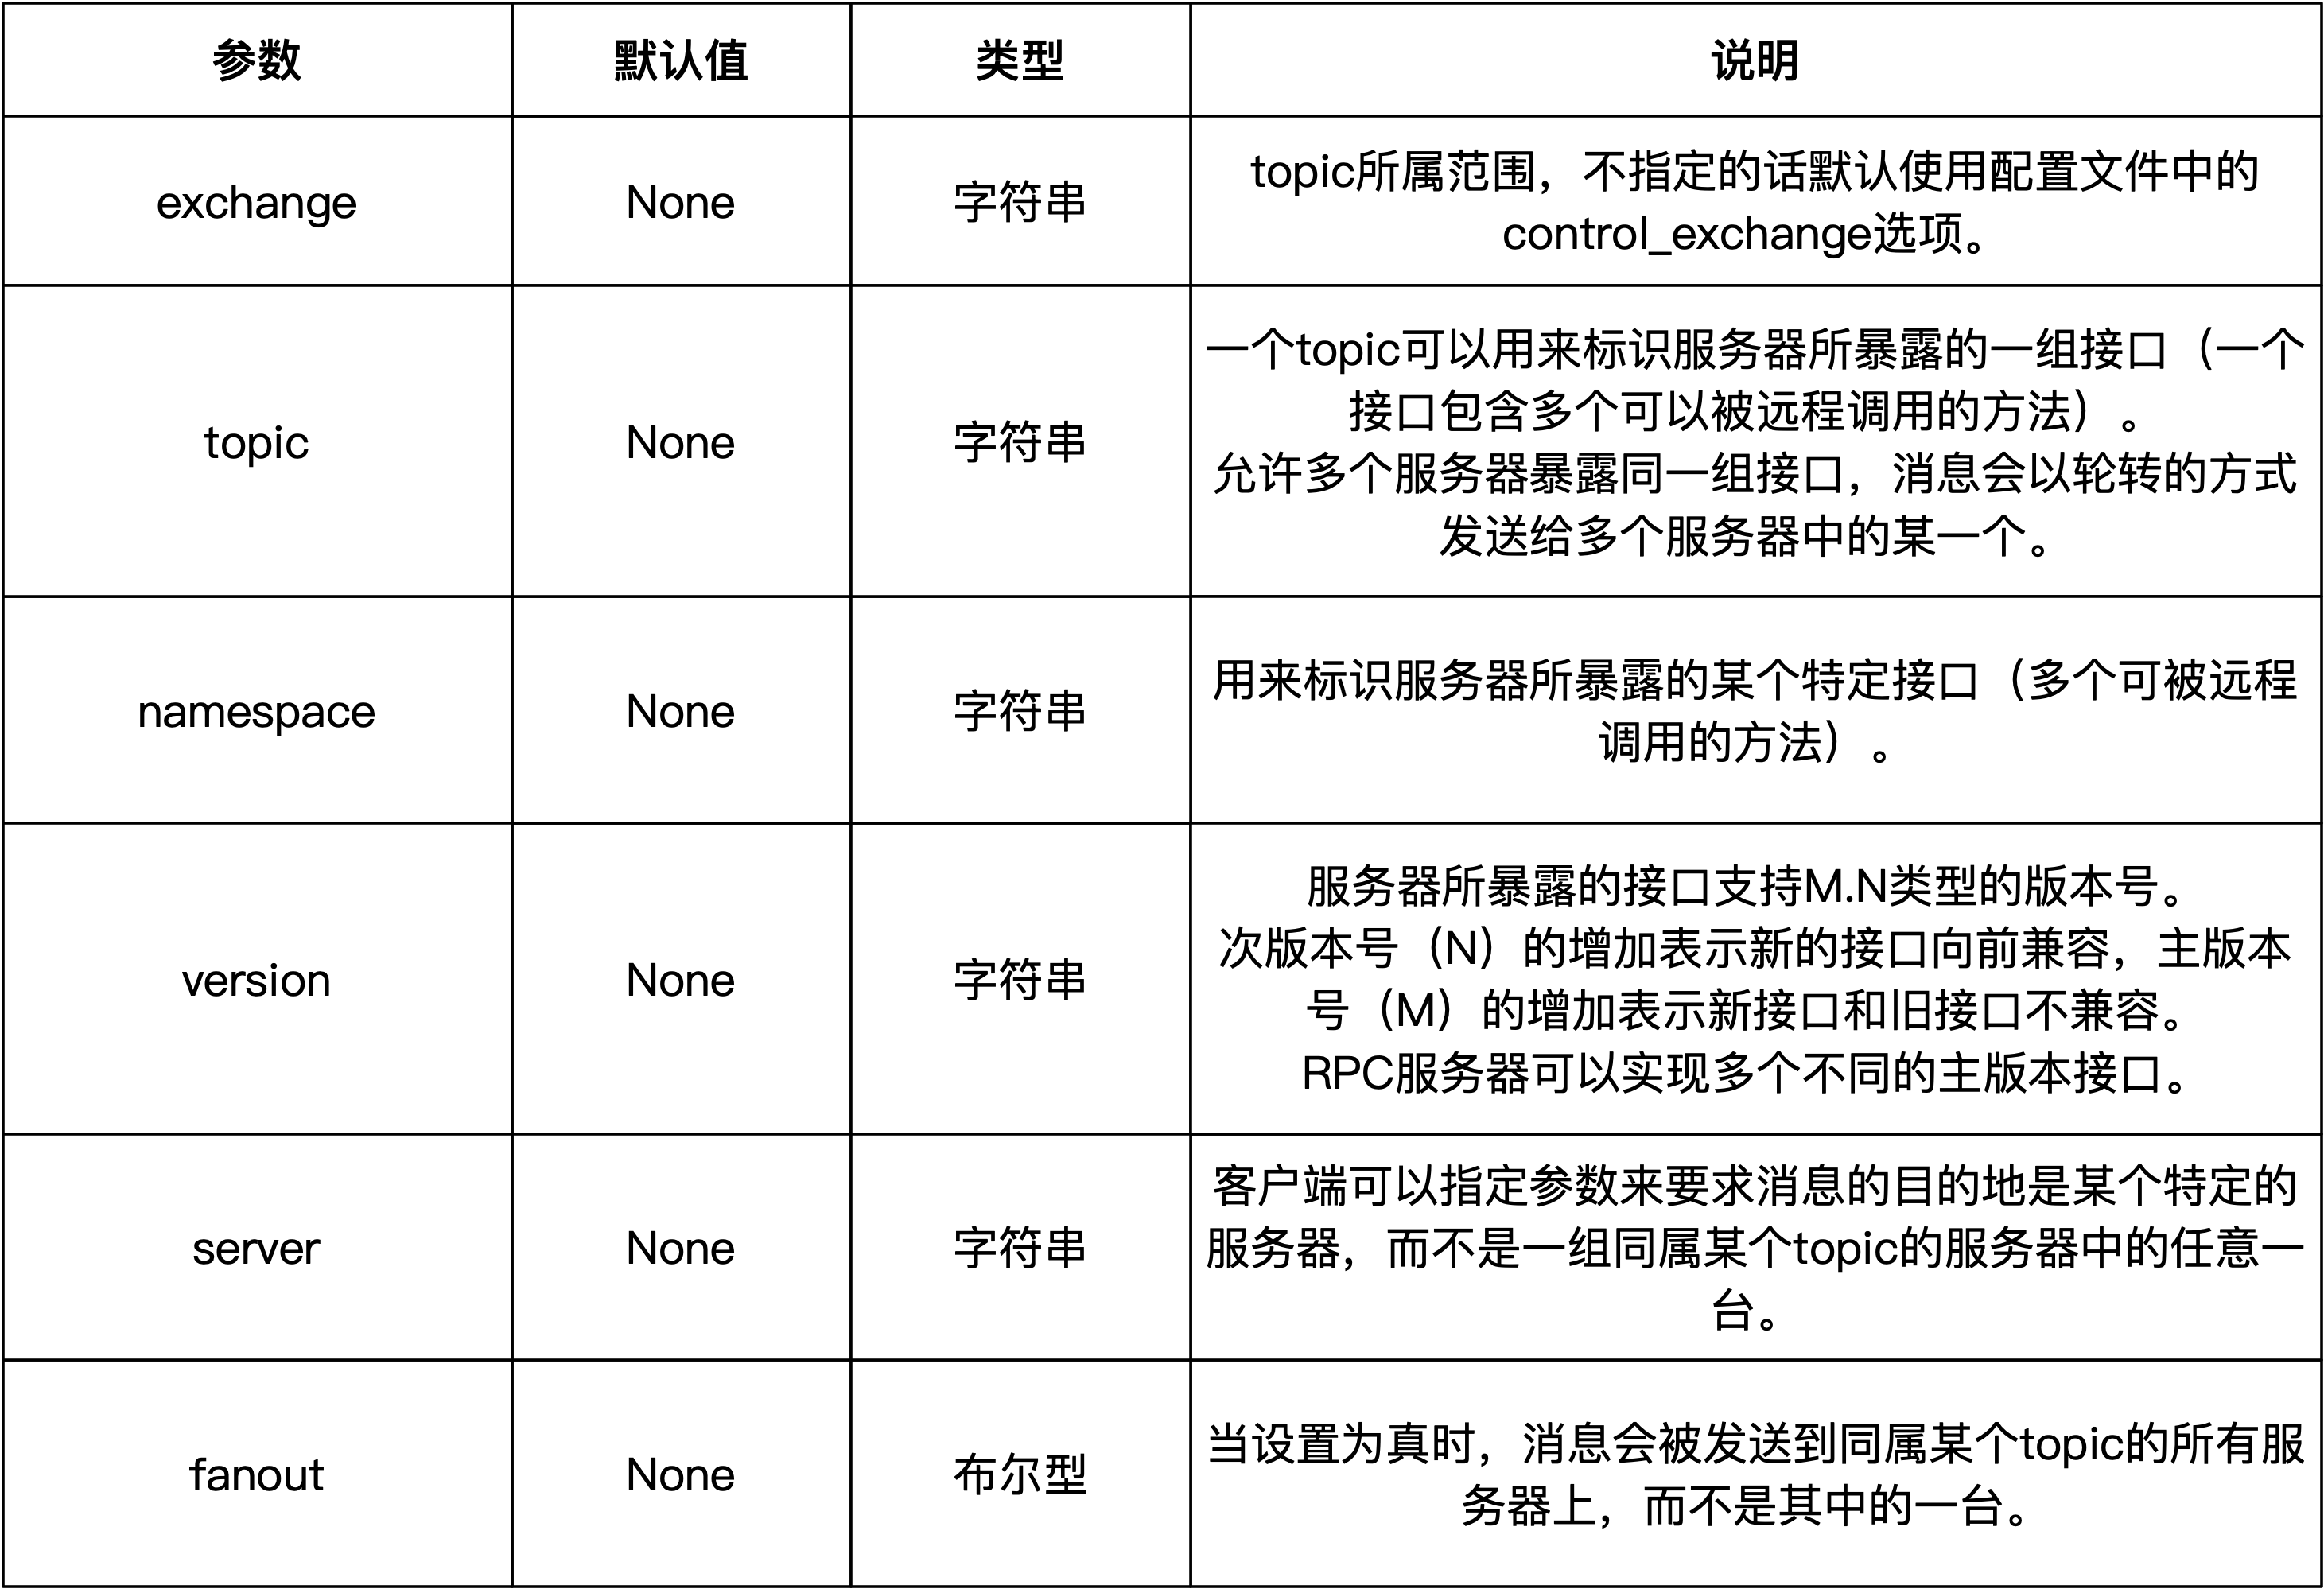 参数 默认值 类型 说明
exchange None 字符串 topic所属范围，不指定的话默认使用配置文件中的
control_exchange选项。
topic None 字符串 一个topic可以用来标识服务器所暴露的一组接口（一个
接口包含多个可以被远程调用的方法）。
允许多个服务器暴露同一组接口，消息会以轮转的方式
发送给多个服务器中的某一个。
namespace None 字符串 用来标识服务器所暴露的某个特定接口（多个可被远程
调用的方法）。
version None 字符串 服务器所暴露的接口支持M.N类型的版本号。
次版本号（N）的增加表示新的接口向前兼容，主版本
号（M）的增加表示新接口和旧接口不兼容。
RPC服务器可以实现多个不同的主版本接口。
server None 字符串 客户端可以指定参数来要求消息的目的地是某个特定的
服务器，而不是一组同属某个topic的服务器中的任意一
台。
fanout None 布尔型 当设置为真时，消息会被发送到同属某个topic的所有服
务器上，而不是其中的一台。